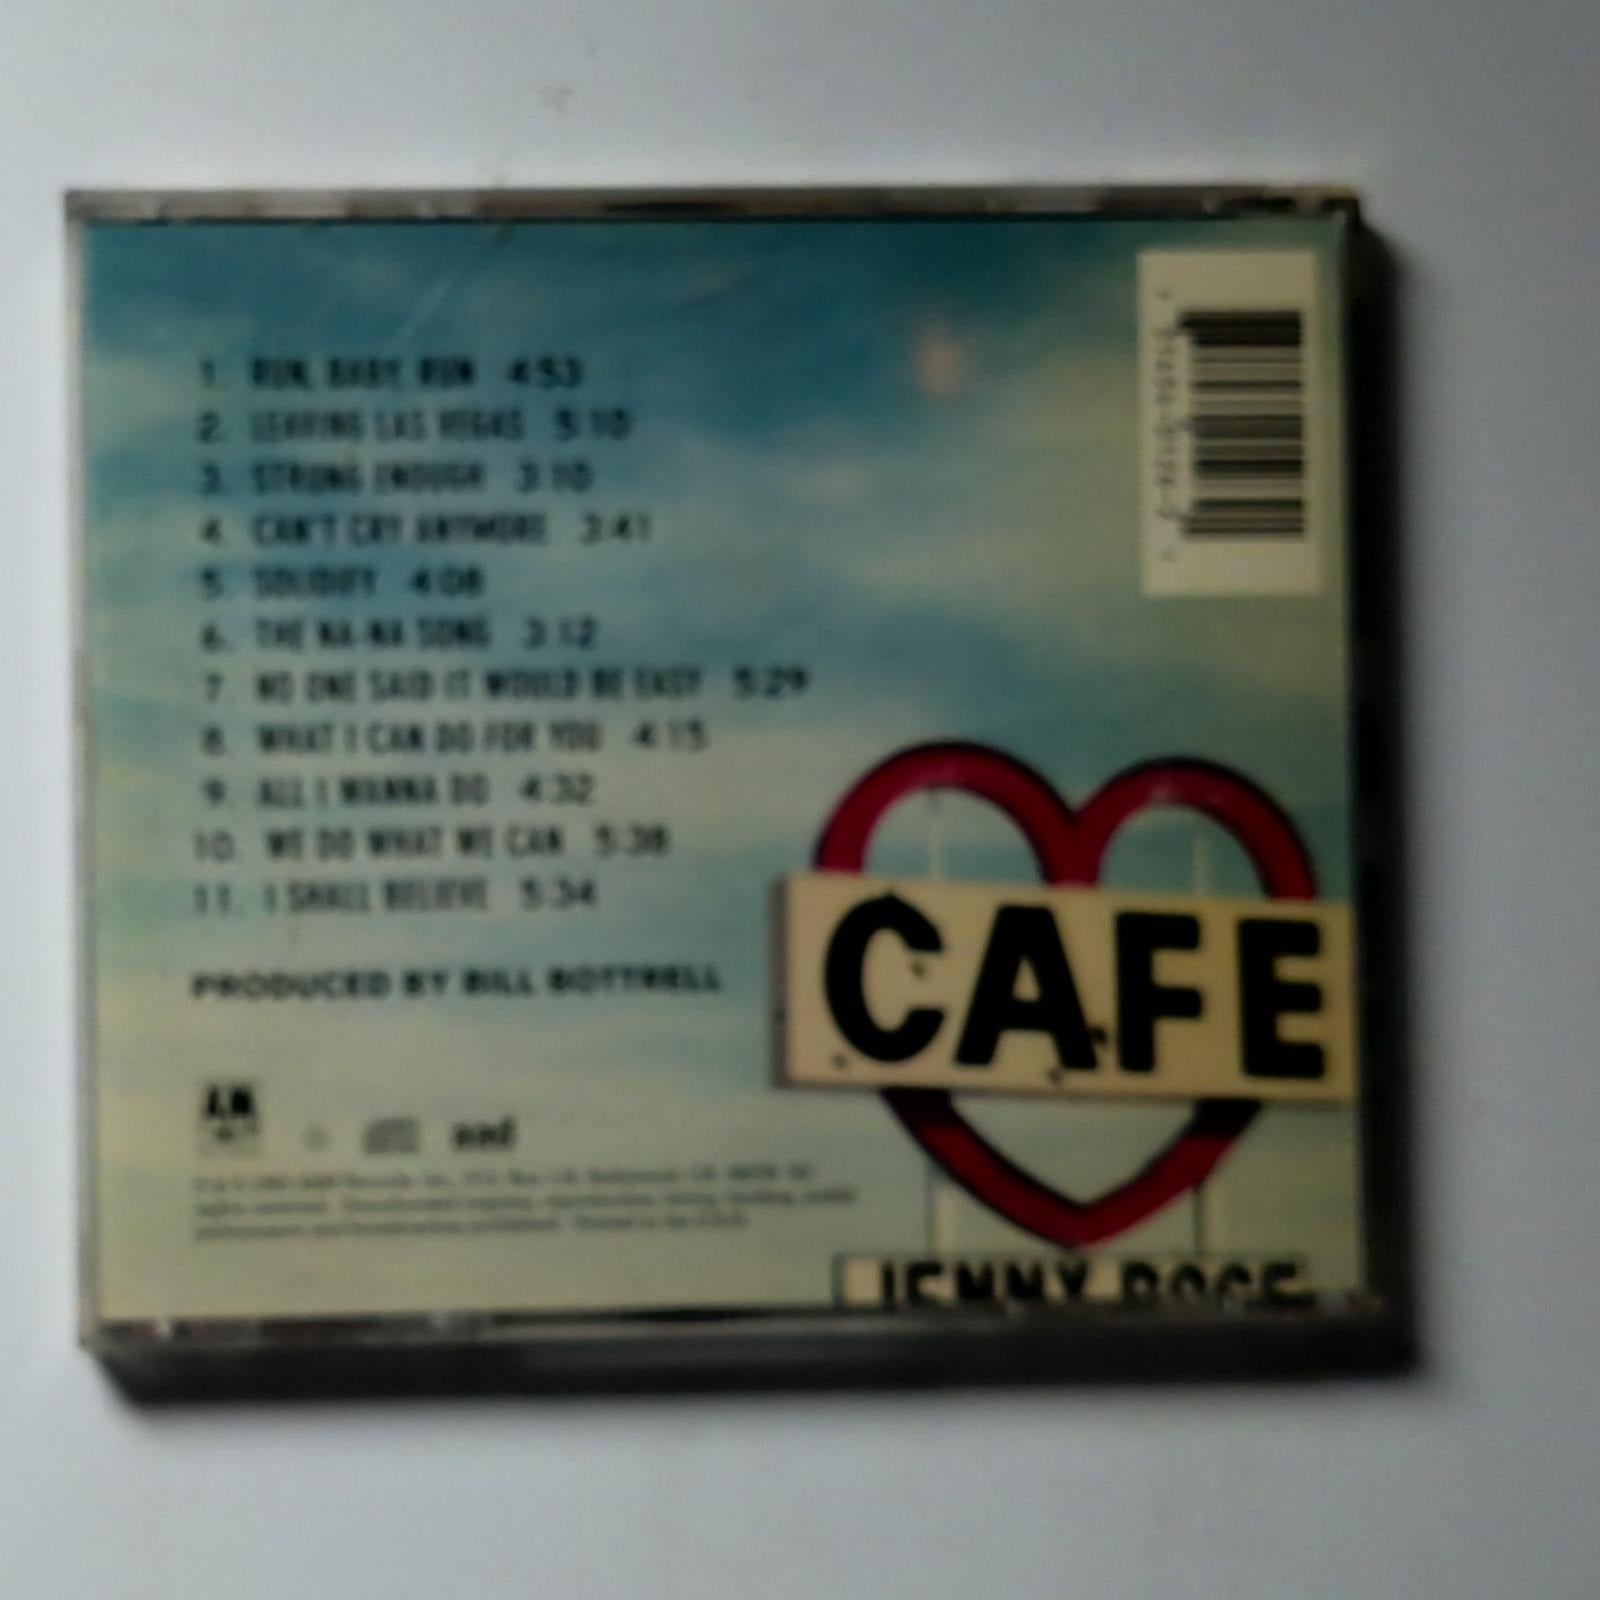 1. RUN, BABY, RUN 4:53
2. LEAVING LAS VEGAS 5:10
3. STRONG ENOUGH 3:10
4. CAN'T CRY ANYMORE 3:41
5. SOLIDIFY 4:08
6. THE NA-NA SONG 3:12
7. NO ONE SAID IT WOULD BE EASY 5:29
8. WHAT I CAN DO FOR YOU 4:15
9. ALL I WANNA DO 4:32
10. WE DO WHAT WE CAN 5:38
11. I SHALL BELIEVE 5:34
PRODUCED BY BILL BOTTRELL
CAFE
A&M
JENNY